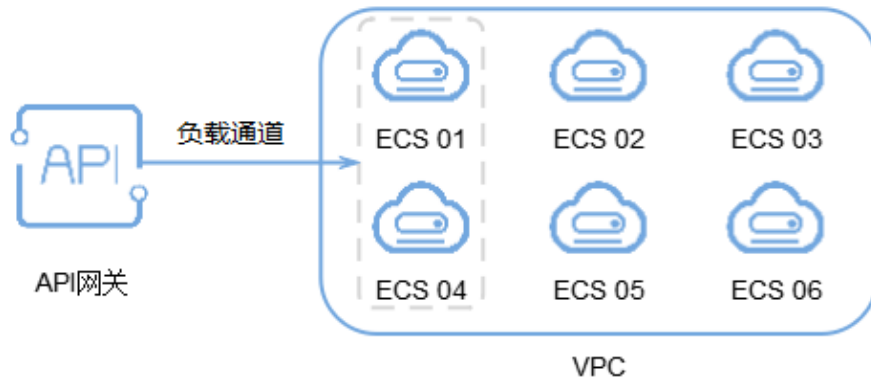 负载通道
API
API网关
ECS 01
ECS 02
ECS 03
ECS 04
ECS 05
ECS 06
VPC